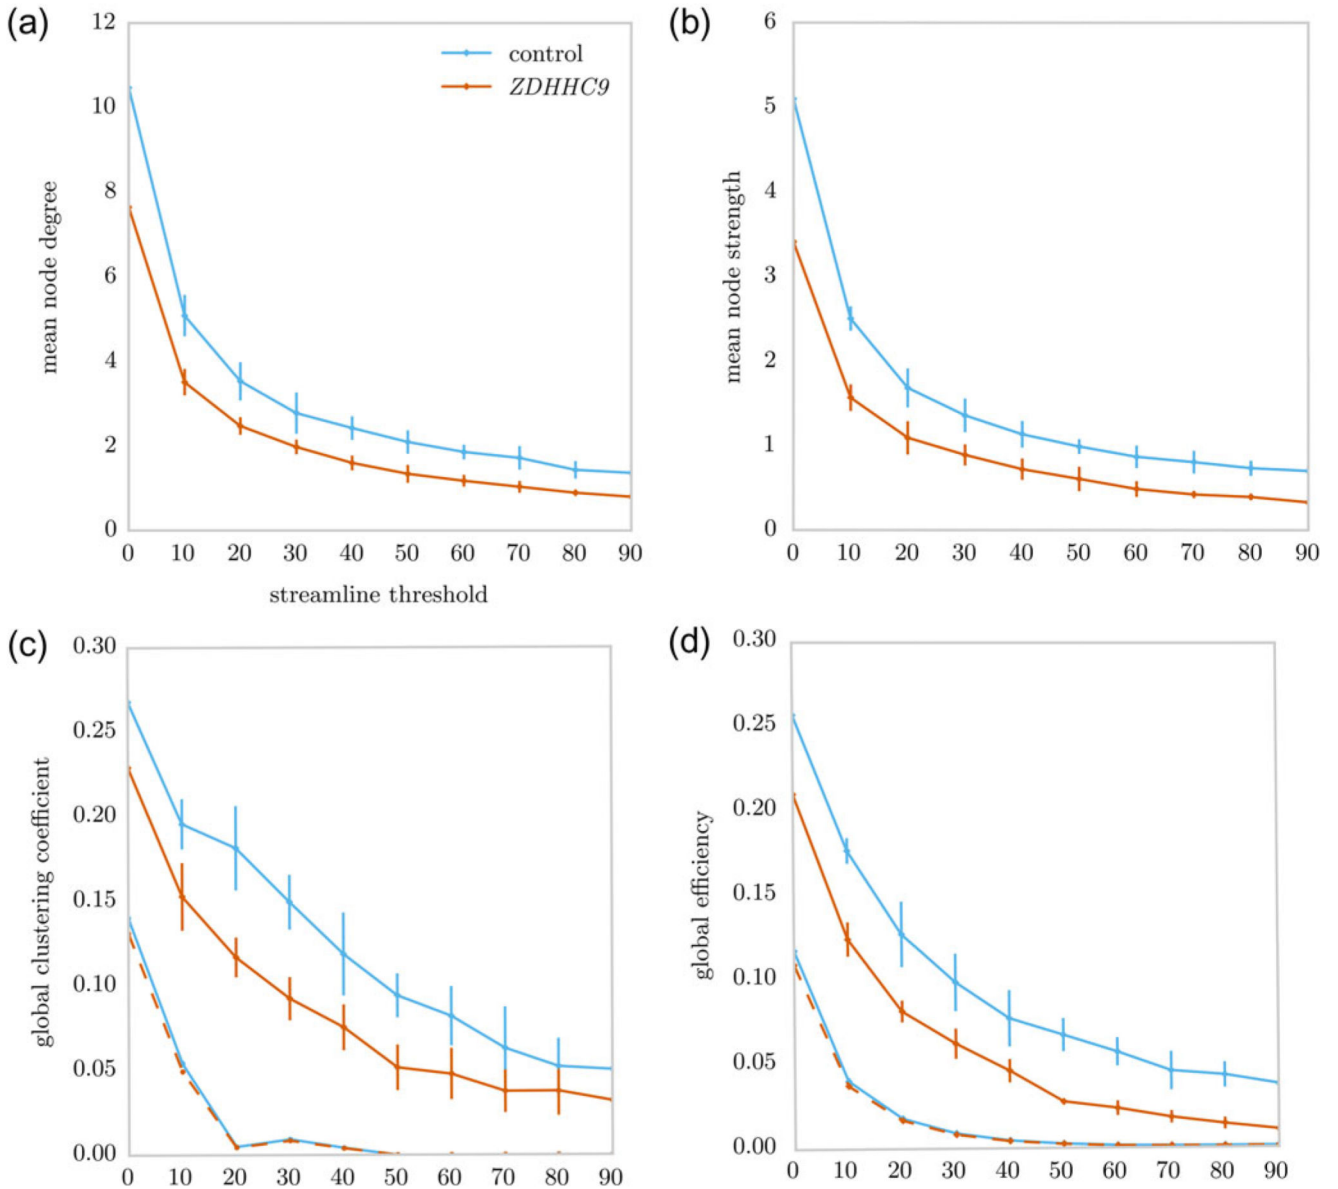 (a)
12
10
8
6
4
2
0
mean node degree
control
ZDHHC9
0 10 20 30 40 50 60 70 80 90
streamline threshold
(b)
6
5
4
3
2
1
0
mean node strength
0 10 20 30 40 50 60 70 80 90
(c)
0.30
0.25
0.20
0.15
0.10
0.05
0.00
global clustering coefficient
0 10 20 30 40 50 60 70 80 90
(d)
0.30
0.25
0.20
0.15
0.10
0.05
0.00
global efficiency
0 10 20 30 40 50 60 70 80 90